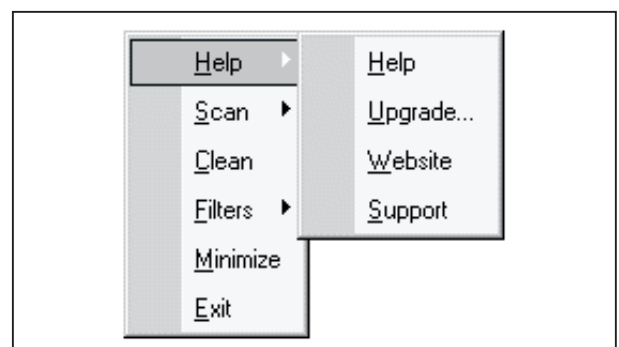 Help
Scan
Clean
Filters
Minimize
Exit
Help
Upgrade...
Website
Support